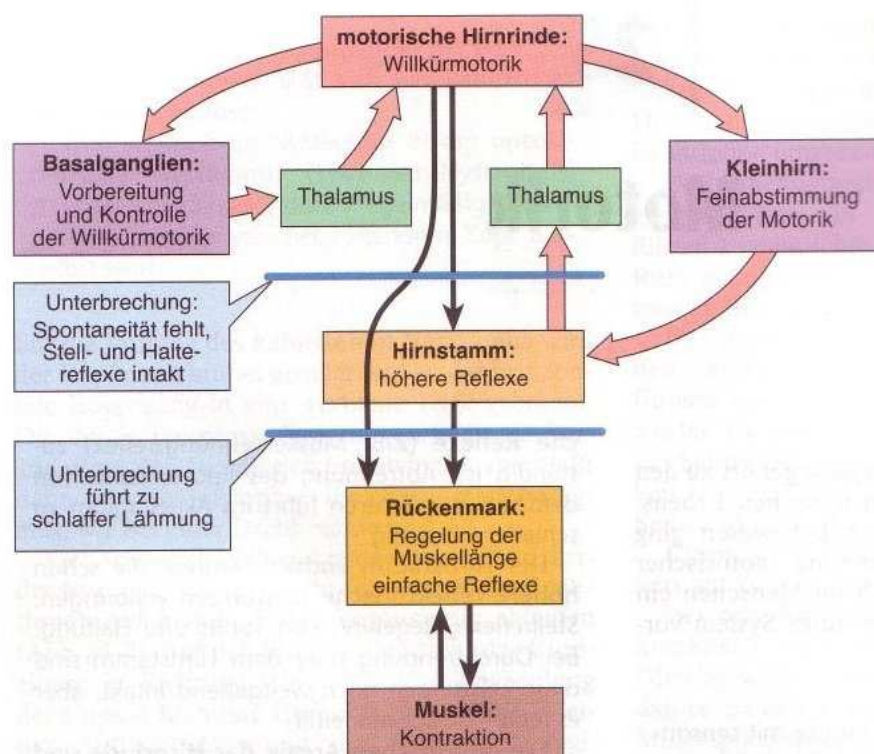 motorische Hirnrinde:
Willkürmotorik
Basalganglien:
Vorbereitung
und Kontrolle
der Willkürmotorik
Thalamus
Thalamus
Kleinhirn:
Feinabstimmung
der Motorik
Unterbrechung:
Spontaneität fehlt,
Stell- und Halte-
reflexe intakt
Hirnstamm:
höhere Reflexe
Unterbrechung
führt zu
schlaffer Lähmung
Rückenmark:
Regelung der
Muskellänge
einfache Reflexe
Muskel:
Kontraktion